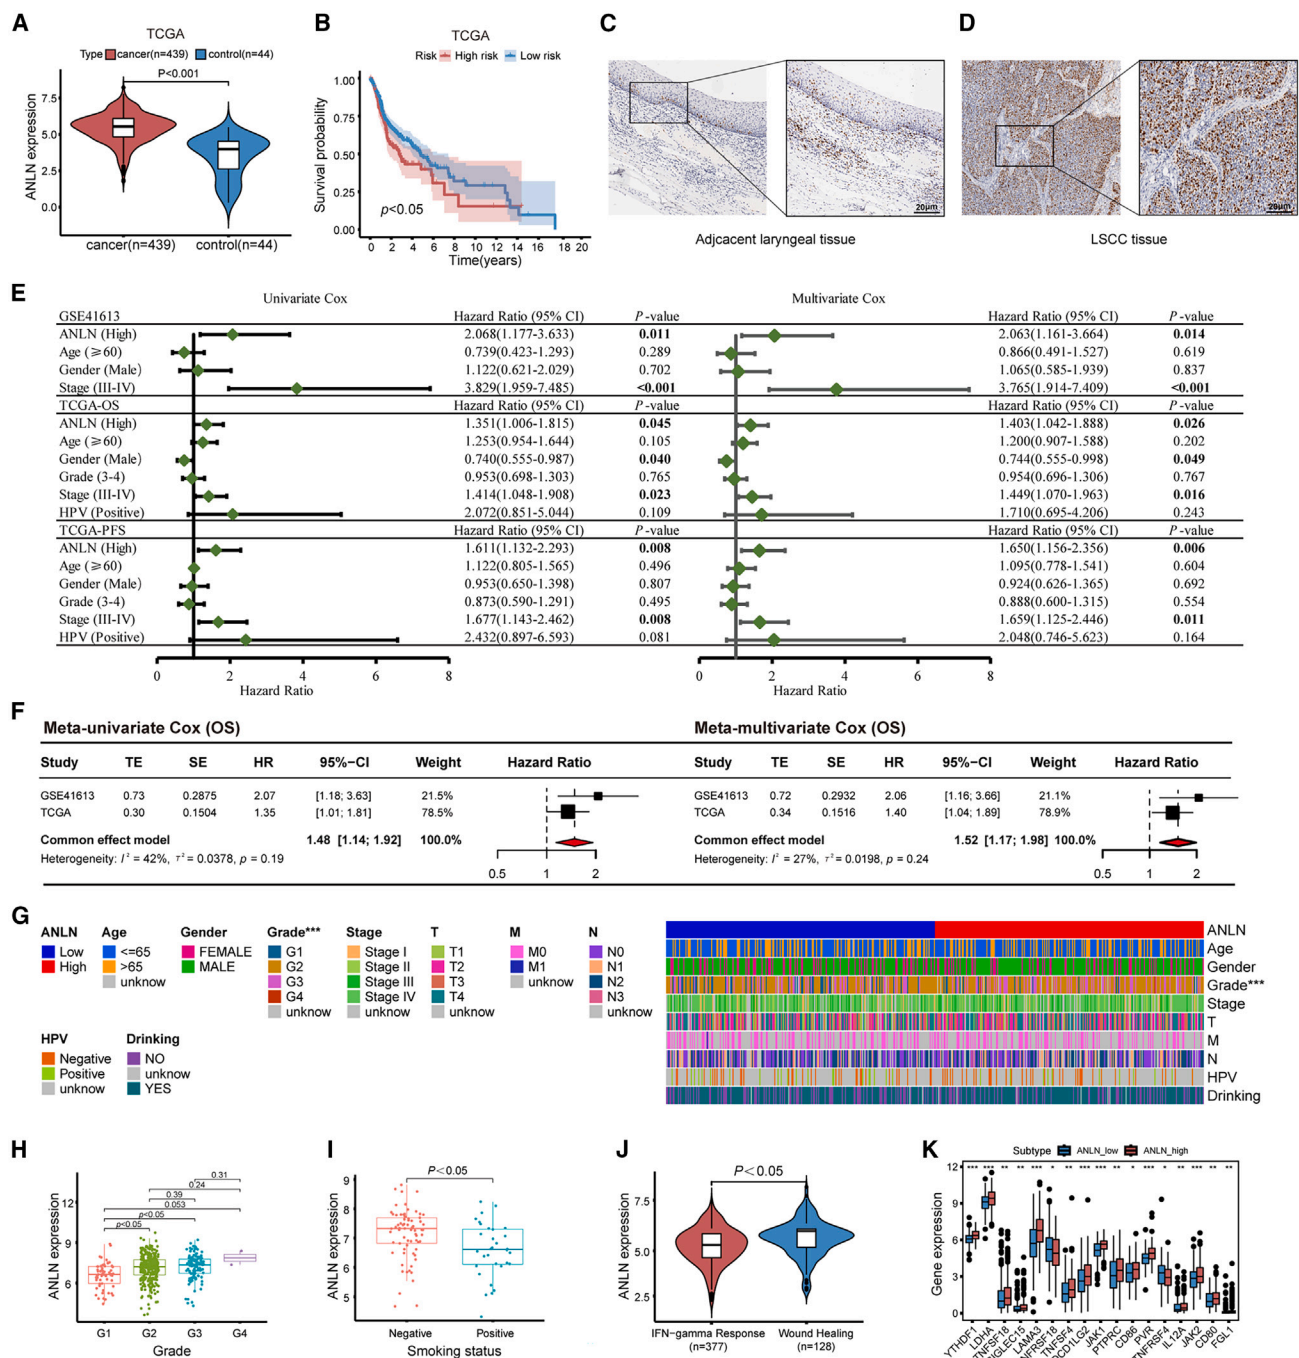 A
TCGA
Type cancer(n=439) control(n=44)
P<0.001
ANLN expression
7.5
5.0
2.5
0.0
cancer(n=439) control(n=44)
B
TCGA
Risk High risk Low risk
Survival probability
1.00
0.75
0.50
0.25
0.00
p<0.05
0 2 4 6 8 10 12 14 16 18 20
Time(years)
C
20μm
Adjacent laryngeal tissue
D
20μm
LSCC tissue
E
Univariate Cox Multivariate Cox
GSE41613 Hazard Ratio (95% CI) P -value Hazard Ratio (95% CI) P -value
ANLN (High) 2.068(1.177-3.633) 0.011 2.063(1.161-3.664) 0.014
Age (⩾60) 0.739(0.423-1.293) 0.289 0.866(0.491-1.527) 0.619
Gender (Male) 1.122(0.621-2.029) 0.702 1.065(0.585-1.939) 0.837
Stage (III-IV) 3.829(1.959-7.485) <0.001 3.765(1.914-7.409) <0.001
TCGA-OS Hazard Ratio (95% CI) P -value Hazard Ratio (95% CI) P -value
ANLN (High) 1.351(1.006-1.815) 0.045 1.403(1.042-1.888) 0.026
Age (⩾60) 1.253(0.954-1.644) 0.105 1.200(0.907-1.588) 0.202
Gender (Male) 0.740(0.555-0.987) 0.040 0.744(0.555-0.998) 0.049
Grade (3-4) 0.953(0.698-1.303) 0.765 0.954(0.696-1.306) 0.767
Stage (III-IV) 1.414(1.048-1.908) 0.023 1.449(1.070-1.963) 0.016
HPV (Positive) 2.072(0.851-5.044) 0.109 1.710(0.695-4.206) 0.243
TCGA-PFS Hazard Ratio (95% CI) P -value Hazard Ratio (95% CI) P -value
ANLN (High) 1.611(1.132-2.293) 0.008 1.650(1.156-2.356) 0.006
Age (⩾60) 1.122(0.805-1.565) 0.496 1.095(0.778-1.541) 0.604
Gender (Male) 0.953(0.650-1.398) 0.807 0.924(0.626-1.365) 0.692
Grade (3-4) 0.873(0.590-1.291) 0.495 0.888(0.600-1.315) 0.554
Stage (III-IV) 1.677(1.143-2.462) 0.008 1.659(1.125-2.446) 0.011
HPV (Positive) 2.432(0.897-6.593) 0.081 2.048(0.746-5.623) 0.164
0 2 4 6 8 0 2 4 6 8
Hazard Ratio Hazard Ratio
F
Meta-univariate Cox (OS) Meta-multivariate Cox (OS)
Study TE SE HR 95%−CI Weight Hazard Ratio Study TE SE HR 95%−CI Weight Hazard Ratio
GSE41613 0.73 0.2875 2.07 [1.18; 3.63] 21.5% GSE41613 0.72 0.2932 2.06 [1.16; 3.66] 21.1%
TCGA 0.30 0.1504 1.35 [1.01; 1.81] 78.5% TCGA 0.34 0.1516 1.40 [1.04; 1.89] 78.9%
Common effect model 1.48 [1.14; 1.92] 100.0% Common effect model 1.52 [1.17; 1.98] 100.0%
Heterogeneity: I² = 42%, τ² = 0.0378, p = 0.19 Heterogeneity: I² = 27%, τ² = 0.0198, p = 0.24
0.5 1 2 0.5 1 2
G
ANLN Age Gender Grade*** Stage T M N
Low <=65 FEMALE G1 Stage I T1 M0 N0
High >65 MALE G2 Stage II T2 M1 N1
unknow G3 Stage III T3 unknow N2
G4 Stage IV T4 N3
unknow unknow unknow unknow
HPV Drinking
Negative NO
Positive unknow
unknow YES
ANLN
Age
Gender
Grade***
Stage
T
M
N
HPV
Drinking
H
ANLN expression
12
9
6
0.31
0.24
0.39
0.053
p<0.05
p<0.05
G1 G2 G3 G4
Grade
I
ANLN expression
9
8
7
6
5
P<0.05
Negative Positive
Smoking status
J
ANLN expression
7.5
5.0
2.5
P<0.05
IFN−gamma Response Wound Healing
(n=377) (n=128)
K
Subtype ANLN_low ANLN_high
Gene expression
12
9
6
3
0
*** *** ** ** *** * ** ** *** ** * *** * ** *** ** **
YTHDF1
LDHA
TNFSF18
LAMA3
TNFSF4
JAK1
PTPRC
CD86
PVR
IL12A
JAK2
CD80
FGL1